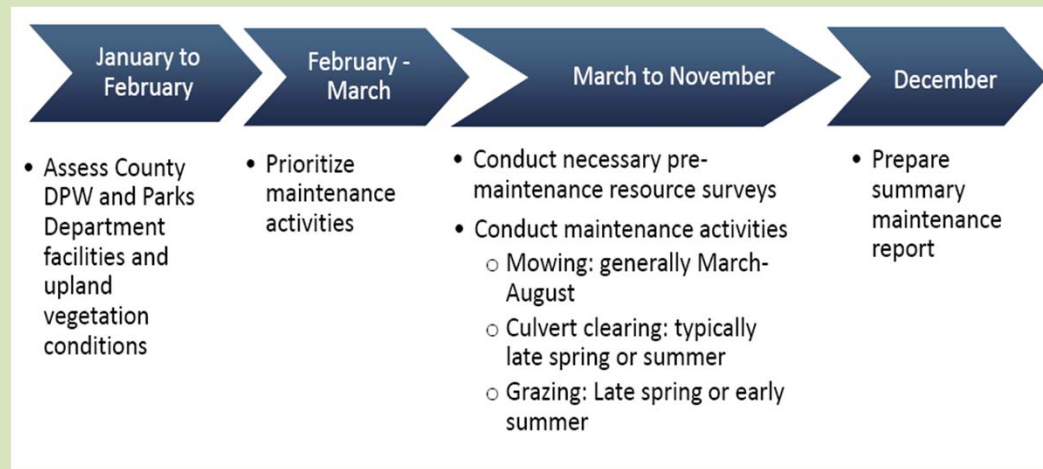 January to
February
February -
March
March to November
December
• Assess County
DPW and Parks
Department
facilities and
upland
vegetation
conditions
• Prioritize
maintenance
activities
• Conduct necessary pre-
maintenance resource surveys
• Conduct maintenance activities
o Mowing: generally March-
August
o Culvert clearing: typically
late spring or summer
o Grazing: Late spring or early
summer
• Prepare
summary
maintenance
report